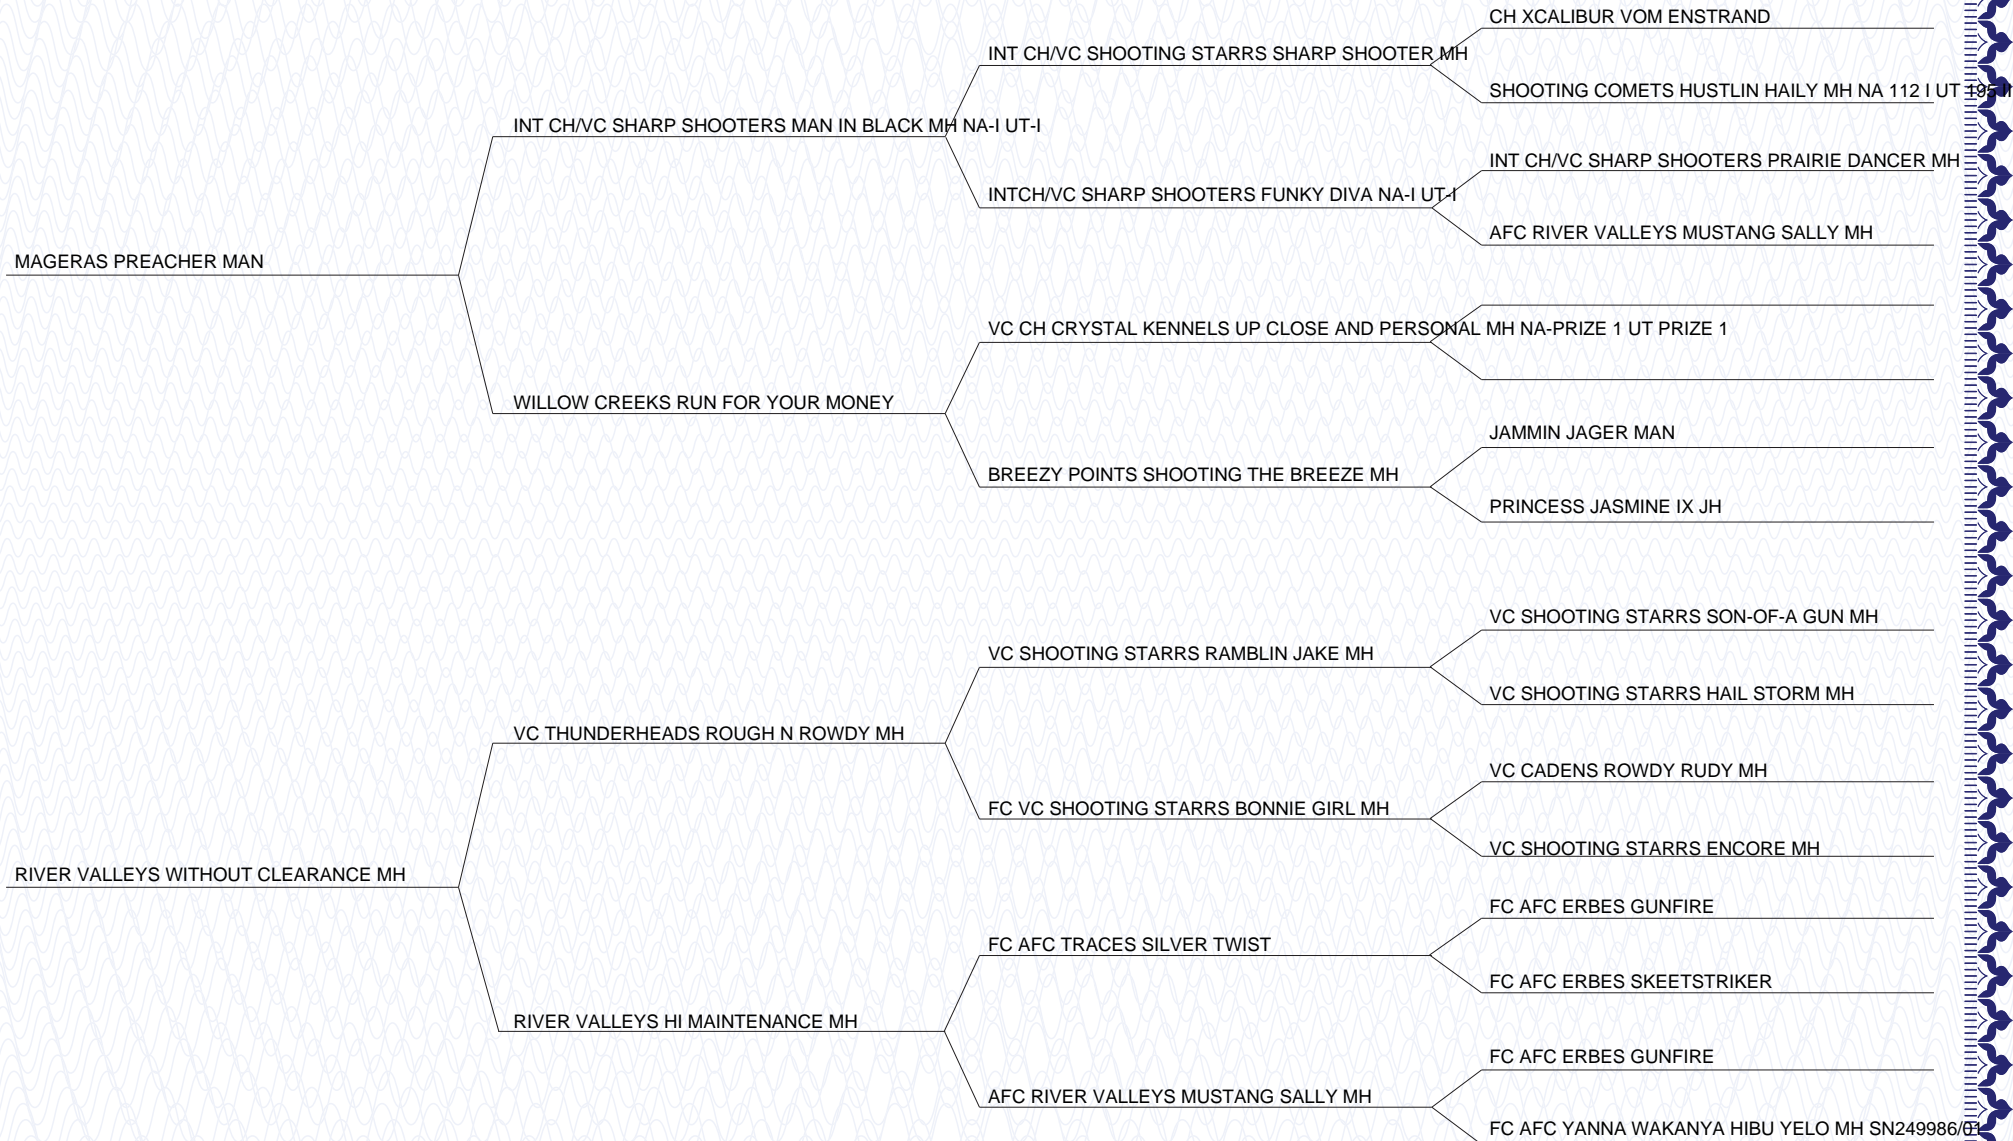 CH XCALIBUR VOM ENSTRAND
INT CH/VC SHOOTING STARRS SHARP SHOOTER MH
SHOOTING COMETS HUSTLIN HAILY MH NA 112 I UT 195 II
INT CH/VC SHARP SHOOTERS MAN IN BLACK MH NA-I UT-I
INT CH/VC SHARP SHOOTERS PRAIRIE DANCER MH
INTCH/VC SHARP SHOOTERS FUNKY DIVA NA-I UT-I
AFC RIVER VALLEYS MUSTANG SALLY MH
MAGERAS PREACHER MAN
VC CH CRYSTAL KENNELS UP CLOSE AND PERSONAL MH NA-PRIZE 1 UT PRIZE 1
WILLOW CREEKS RUN FOR YOUR MONEY
JAMMIN JAGER MAN
BREEZY POINTS SHOOTING THE BREEZE MH
PRINCESS JASMINE IX JH
VC SHOOTING STARRS SON-OF-A GUN MH
VC SHOOTING STARRS RAMBLIN JAKE MH
VC SHOOTING STARRS HAIL STORM MH
VC THUNDERHEADS ROUGH N ROWDY MH
VC CADENS ROWDY RUDY MH
FC VC SHOOTING STARRS BONNIE GIRL MH
VC SHOOTING STARRS ENCORE MH
RIVER VALLEYS WITHOUT CLEARANCE MH
FC AFC ERBES GUNFIRE
FC AFC TRACES SILVER TWIST
FC AFC ERBES SKEETSTRIKER
RIVER VALLEYS HI MAINTENANCE MH
FC AFC ERBES GUNFIRE
AFC RIVER VALLEYS MUSTANG SALLY MH
FC AFC YANNA WAKANYA HIBU YELO MH SN249986/01